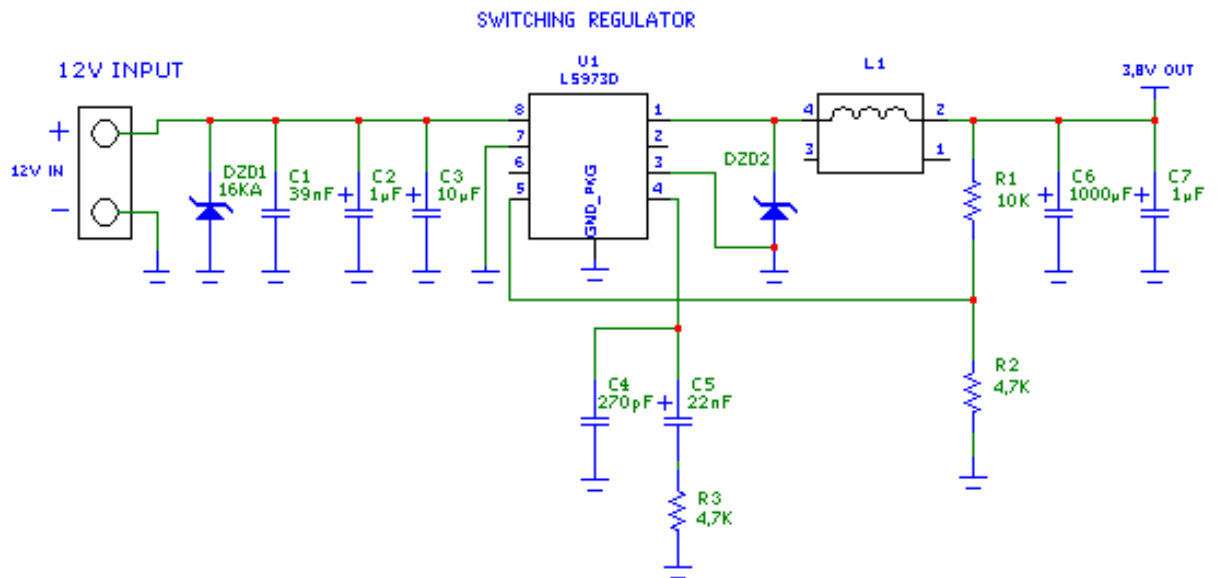 SWITCHING REGULATOR
12V INPUT
+
12V IN
−
DZD1
16KA
C1
39nF
+
C2
1µF
+
C3
10µF
U1
L5973D
8
7
6
5
1
2
3
4
GND_PKG
DZD2
L1
4
3
2
1
3,8V OUT
R1
10K
+
C6
1000µF
+
C7
1µF
C4
270pF
+
C5
22nF
R2
4,7K
R3
4,7K